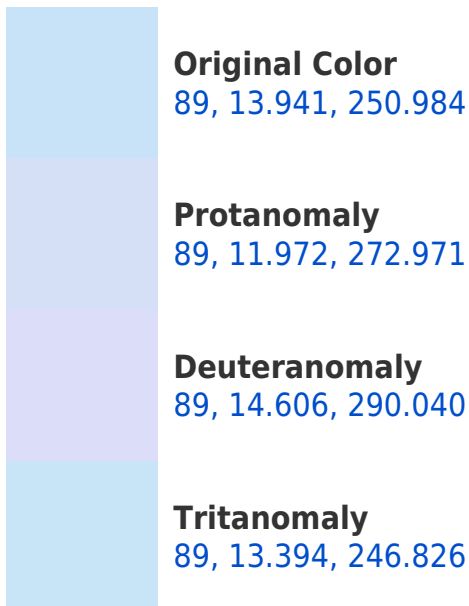 Original Color
89, 13.941, 250.984
Protanomaly
89, 11.972, 272.971
Deuteranomaly
89, 14.606, 290.040
Tritanomaly
89, 13.394, 246.826